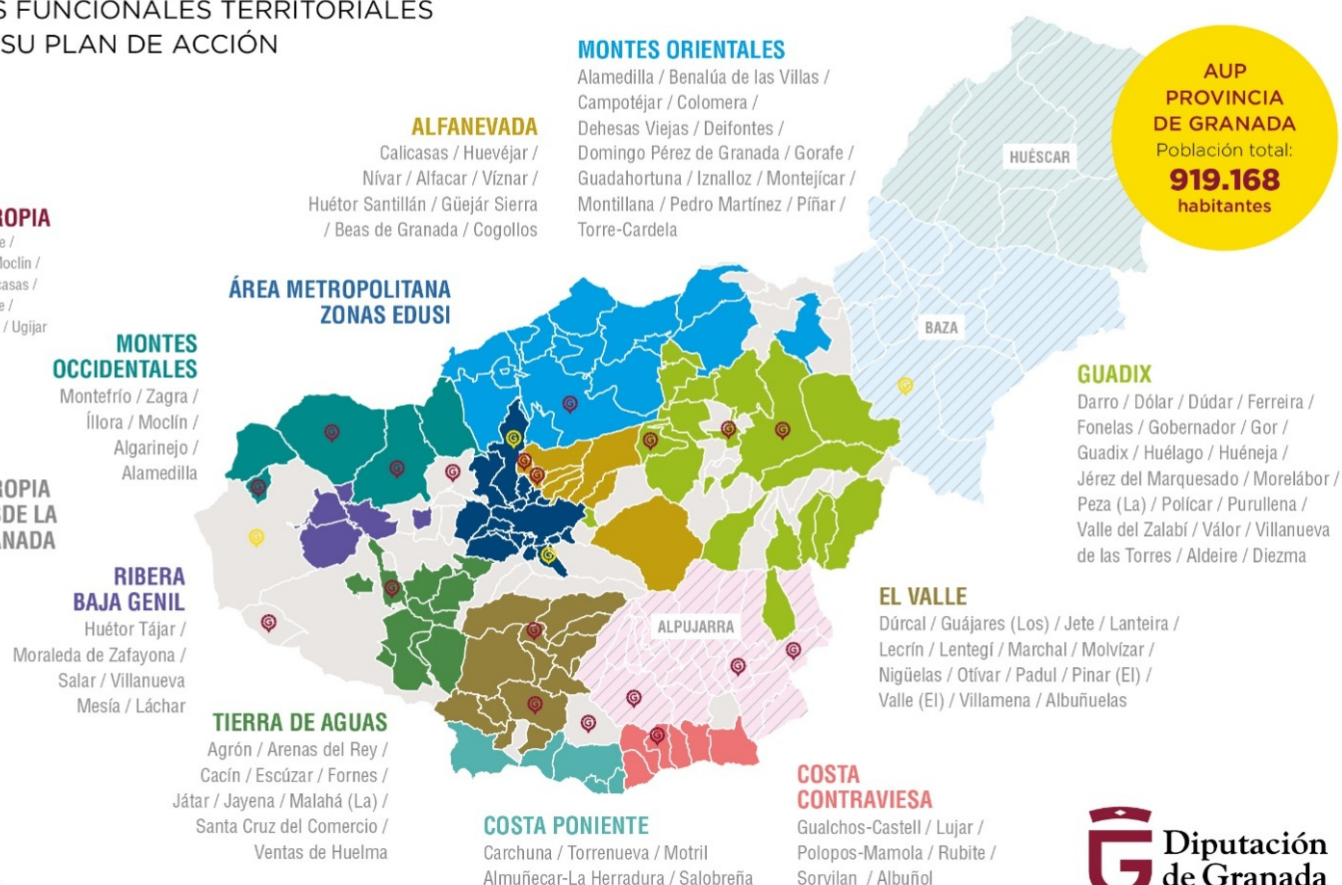 S FUNCIONALES TERRITORIALES
SU PLAN DE ACCIÓN
MONTES ORIENTALES
Alamedilla / Benalúa de las Villas /
Campotéjar / Colomera /
Dehesas Viejas / Deifontes /
Domingo Pérez de Granada / Gorafe /
Guadahortuna / Iznalloz / Montejícar /
Montillana / Pedro Martínez / Píñar /
Torre-Cardela
AUP
PROVINCIA
DE GRANADA
Población total:
919.168
habitantes
ALFANEVADA
Calicasas / Huevéjar /
Nívar / Alfacar / Víznar /
Huétor Santillán / Güejar Sierra
/ Beas de Granada / Cogollos
HUÉSCAR
ROPIA
e /
Moclin /
casas /
e /
/ Ugijar
ÁREA METROPOLITANA
ZONAS EDUSI
BAZA
MONTES
OCCIDENTALES
Montefrío / Zagra /
Íllora / Moclín /
Algarinejo /
Alamedilla
GUADIX
Darro / Dólar / Dúdar / Ferreira /
Fonelas / Gobernador / Gor /
Guadix / Huélago / Huéneja /
Jérez del Marquesado / Morelábor /
Peza (La) / Polícar / Purullena /
Valle del Zalabí / Válor / Villanueva
de las Torres / Aldeire / Diezma
ROPIA
SDE LA
ANADA
RIBERA
BAJA GENIL
Huétor Tájar /
Moraleda de Zafayona /
Salar / Villanueva
Mesía / Láchar
ALPUJARRA
EL VALLE
Dúrcal / Guájares (Los) / Jete / Lanteira /
Lecrín / Lentegí / Marchal / Molvízar /
Nigüelas / Otívar / Padul / Pinar (El) /
Valle (El) / Villamena / Albuñuelas
TIERRA DE AGUAS
Agrón / Arenas del Rey /
Cacín / Escúzar / Fornes /
Játar / Jayena / Malahá (La) /
Santa Cruz del Comercio /
Ventas de Huelma
COSTA PONIENTE
Carchuna / Torrenueva / Motril
Almuñecar-La Herradura / Salobreña
COSTA
CONTRAVIESA
Gualchos-Castell / Lujar /
Polopos-Mamola / Rubite /
Sorvilan / Albuñol
Diputación
de Granada